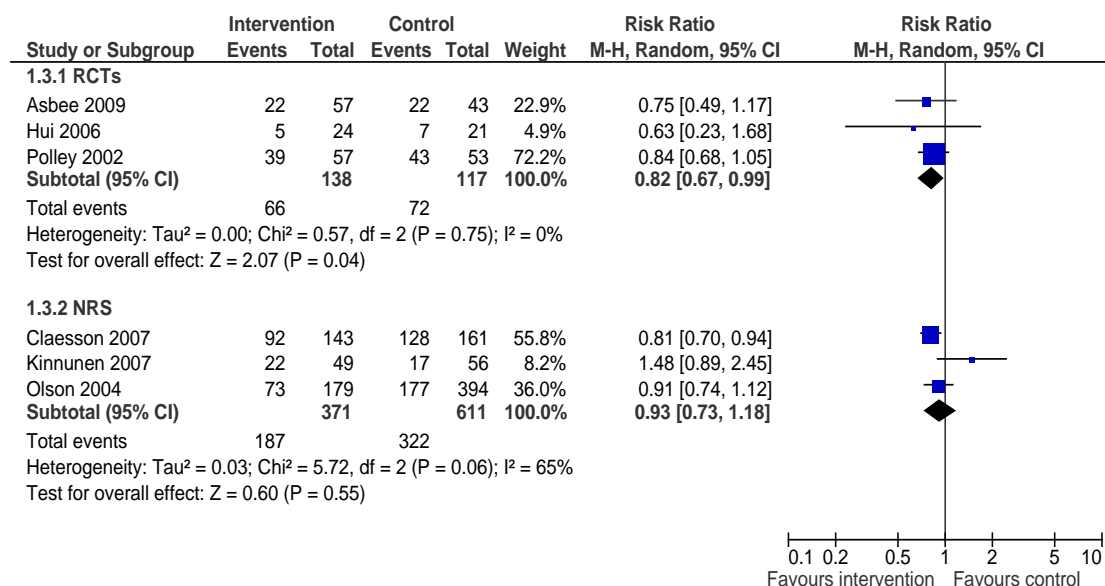 Intervention Control Risk Ratio Risk Ratio
Study or Subgroup Events Total Events Total Weight M-H, Random, 95% CI M-H, Random, 95% CI
1.3.1 RCTs
Asbee 2009 22 57 22 43 22.9% 0.75 [0.49, 1.17]
Hui 2006 5 24 7 21 4.9% 0.63 [0.23, 1.68]
Polley 2002 39 57 43 53 72.2% 0.84 [0.68, 1.05]
Subtotal (95% CI) 138 117 100.0% 0.82 [0.67, 0.99]
Total events 66 72
Heterogeneity: Tau² = 0.00; Chi² = 0.57, df = 2 (P = 0.75); I² = 0%
Test for overall effect: Z = 2.07 (P = 0.04)
1.3.2 NRS
Claesson 2007 92 143 128 161 55.8% 0.81 [0.70, 0.94]
Kinnunen 2007 22 49 17 56 8.2% 1.48 [0.89, 2.45]
Olson 2004 73 179 177 394 36.0% 0.91 [0.74, 1.12]
Subtotal (95% CI) 371 611 100.0% 0.93 [0.73, 1.18]
Total events 187 322
Heterogeneity: Tau² = 0.03; Chi² = 5.72, df = 2 (P = 0.06); I² = 65%
Test for overall effect: Z = 0.60 (P = 0.55)
0.1 0.2 0.5 1 2 5 10
Favours intervention Favours control